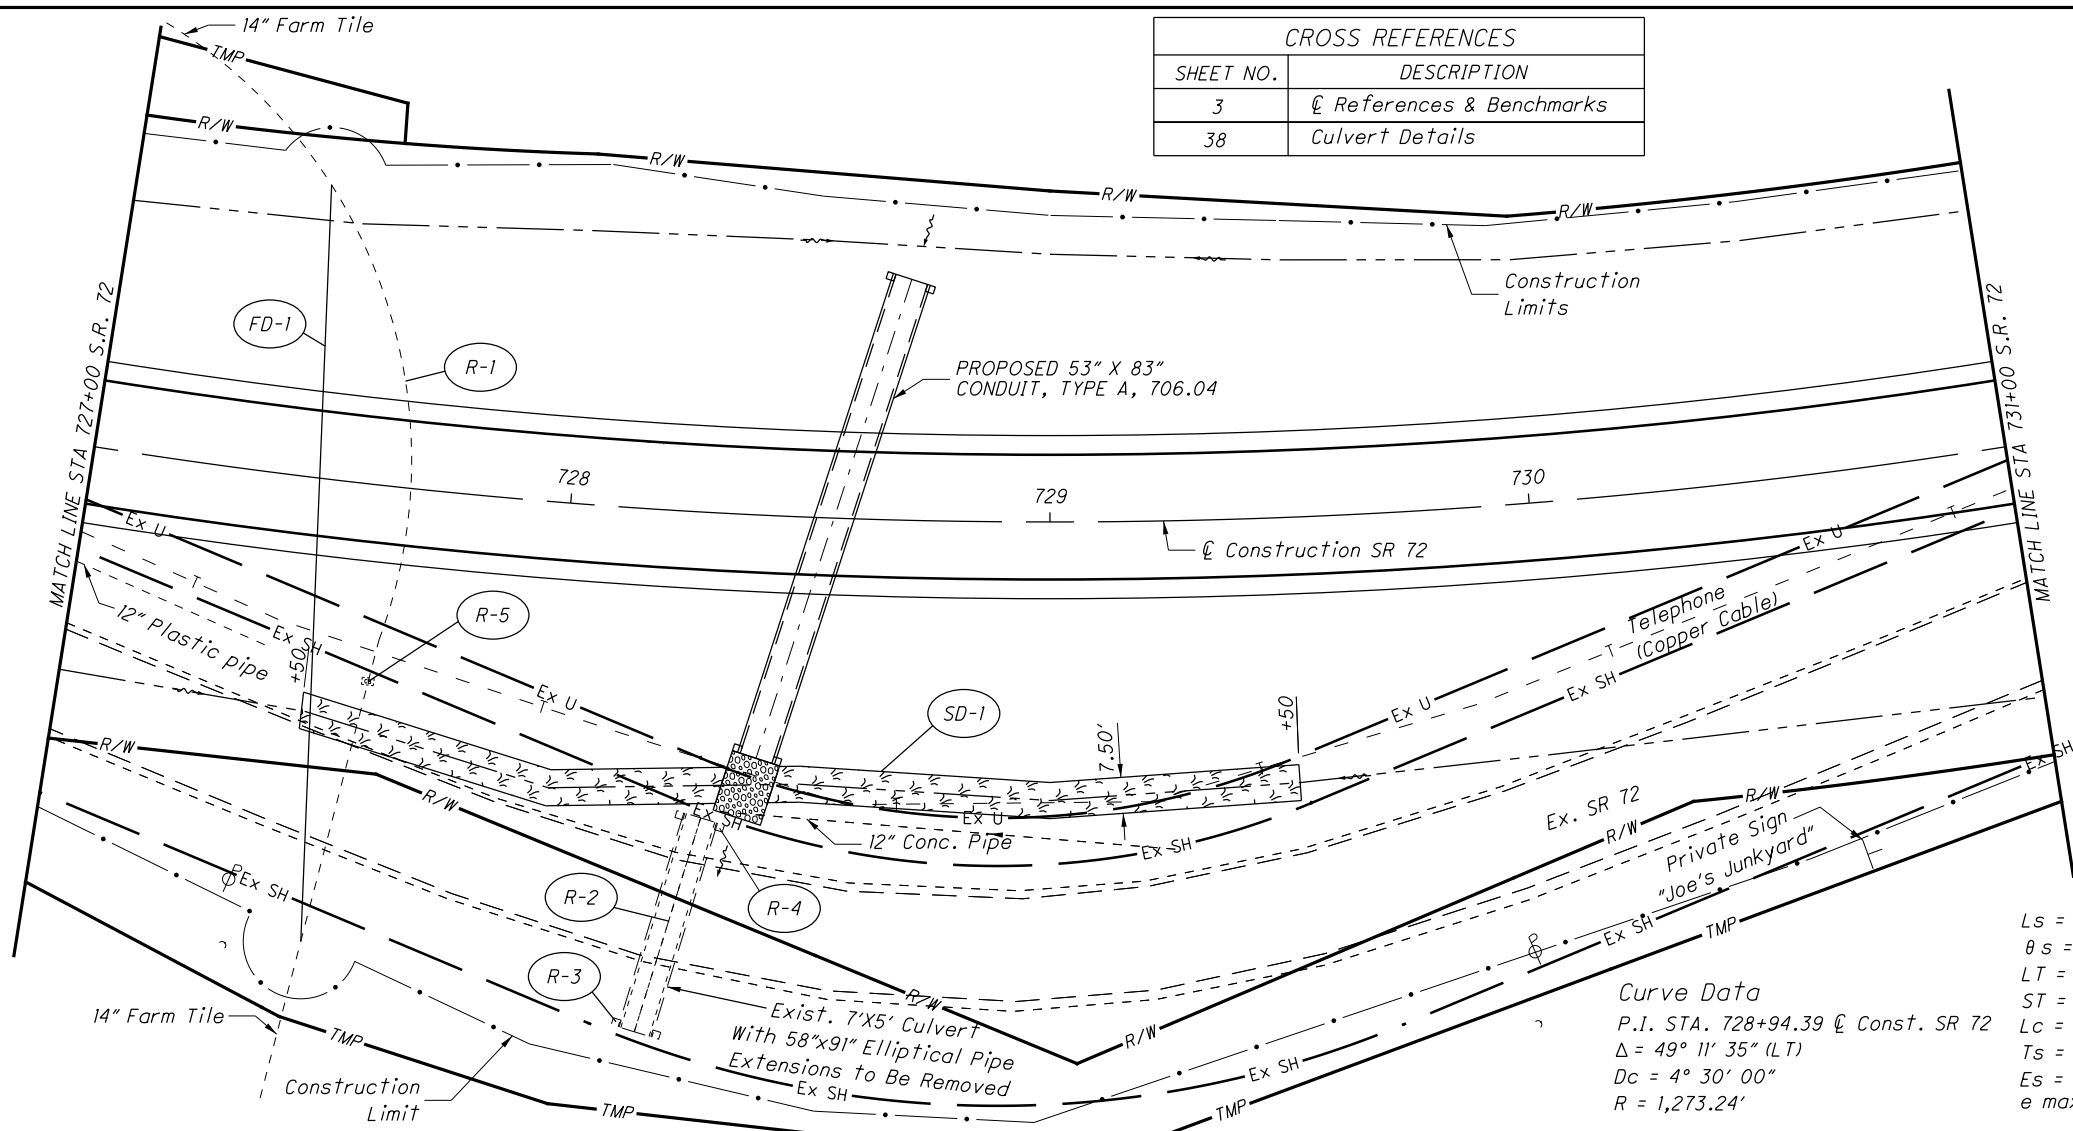 14" Farm Tile
TMP
R/W
R/W
R/W
R/W
CROSS REFERENCES
SHEET NO. DESCRIPTION
3 ℄ References & Benchmarks
38 Culvert Details
Construction
Limits
MATCH LINE STA 727+00 S.R. 72
MATCH LINE STA 731+00 S.R. 72
FD-1
R-1
PROPOSED 53" X 83"
CONDUIT, TYPE A, 706.04
728
729
730
℄ Construction SR 72
Ex U
T
Ex SH
12" Plastic pipe
+50
R-5
Ex U
T
SD-1
7.50'
+50
Ex U
T
Ex U
T
Telephone
(Copper Cable)
T
Ex SH
R/W
R/W
Ex SH
T
Ex U
12" Conc. Pipe
Ex SH
Ex. SR 72
R/W
R/W
Ex SH
Private Sign
"Joe's Junkyard"
P
Ex SH
R-2
R-4
R-3
R/W
R/W
Exist. 7'X5' Culvert
With 58"x91" Elliptical Pipe
Extensions to Be Removed
Ex SH
Ex SH
P
Ex SH
TMP
14" Farm Tile
TMP
Construction
Limit
TMP
TMP
Curve Data
P.I. STA. 728+94.39 ℄ Const. SR 72
Δ = 49° 11' 35" (LT)
Dc = 4° 30' 00"
R = 1,273.24'
Ls =
θs =
LT =
ST =
Lc =
Ts =
Es =
e max